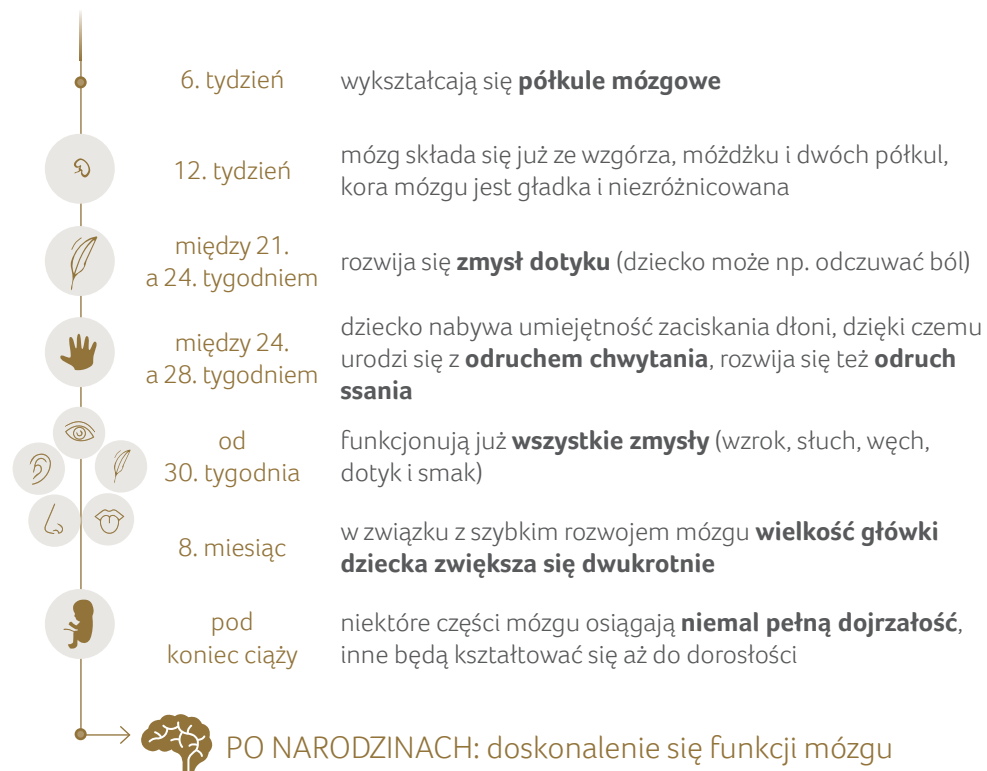 6. tydzień
wykształcają się półkule mózgowe
12. tydzień
mózg składa się już ze wzgórza, móżdżku i dwóch półkul,
kora mózgu jest gładka i niezróżnicowana
między 21.
a 24. tygodniem
rozwija się zmysł dotyku (dziecko może np. odczuwać ból)
między 24.
a 28. tygodniem
dziecko nabywa umiejętność zaciskania dłoni, dzięki czemu
urodzi się z odruchem chwytania, rozwija się też odruch
ssania
od
30. tygodnia
funkcjonują już wszystkie zmysły (wzrok, słuch, węch,
dotyk i smak)
8. miesiąc
w związku z szybkim rozwojem mózgu wielkość główki
dziecka zwiększa się dwukrotnie
pod
koniec ciąży
niektóre części mózgu osiągają niemal pełną dojrzałość,
inne będą kształtować się aż do dorosłości
PO NARODZINACH: doskonalenie się funkcji mózgu